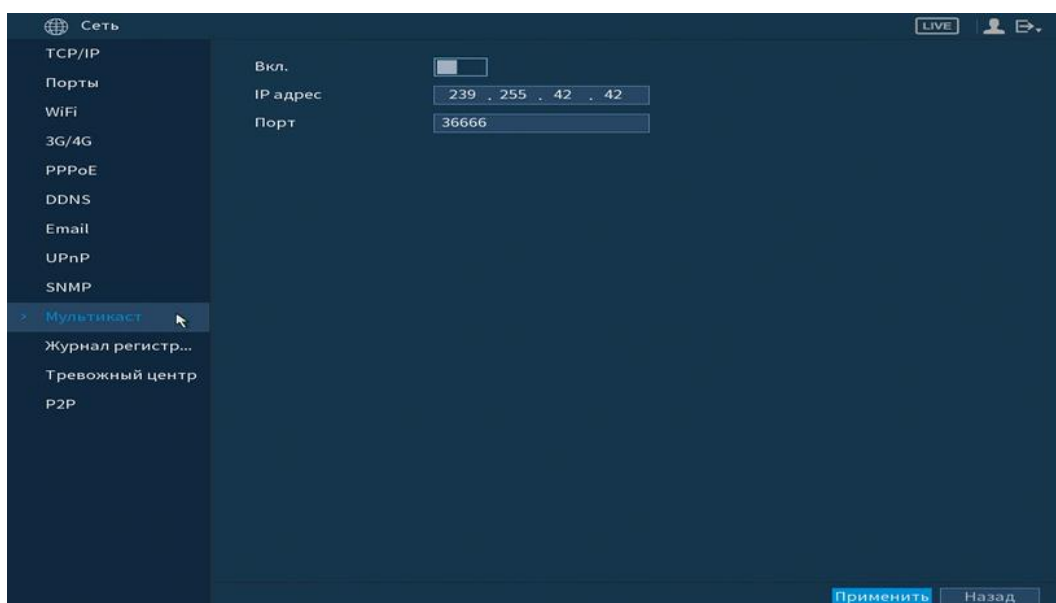 Сеть
LIVE
TCP/IP
Порты
WiFi
3G/4G
PPPoE
DDNS
Email
UPnP
SNMP
> Мультикаст
Журнал регистр...
Тревожный центр
P2P
Вкл.
IP адрес 239 . 255 . 42 . 42
Порт 36666
Применить Назад